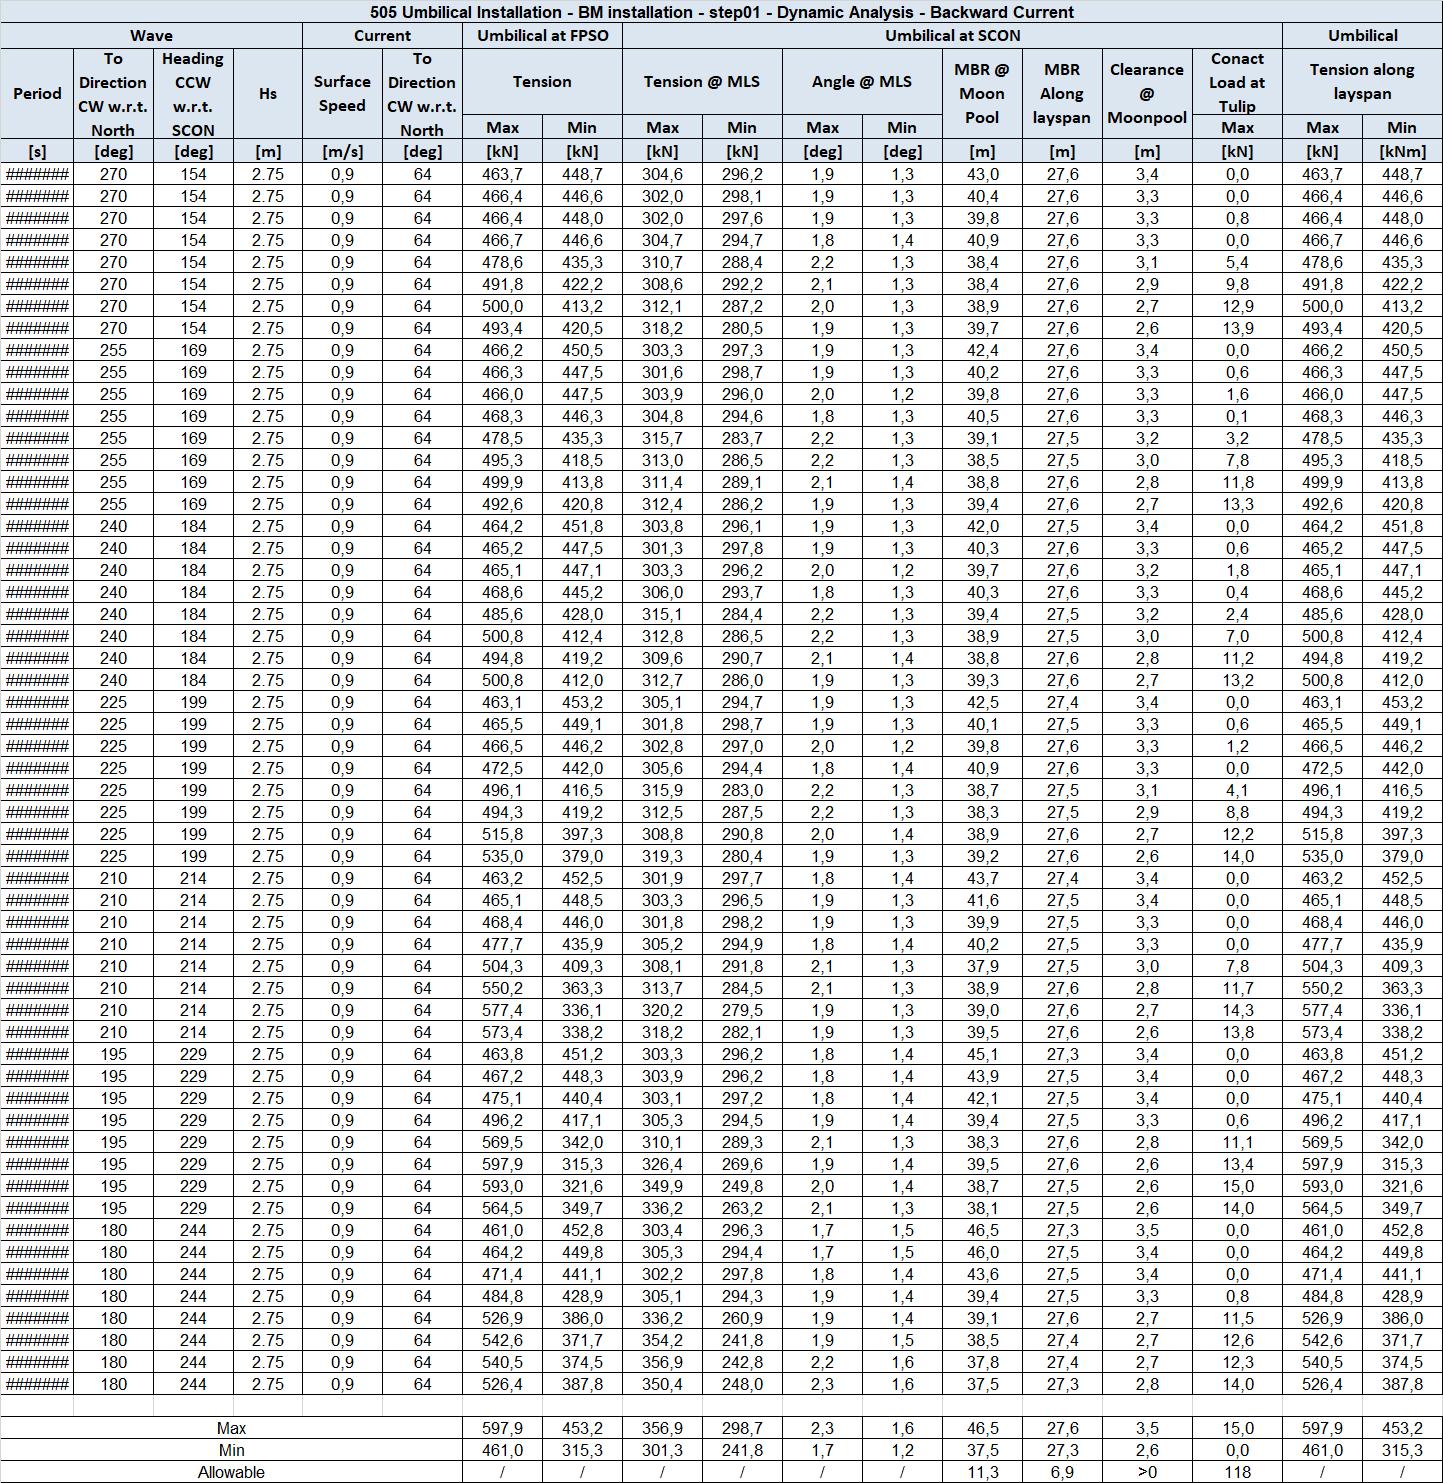 505 Umbilical Installation - BM installation - step01 - Dynamic Analysis - Backward Current
Wave Current Umbilical at FPSO Umbilical at SCON Umbilical
Period To Direction CW w.r.t. North Heading CCW w.r.t. SCON Hs Surface Speed To Direction CW w.r.t. North Tension Tension @ MLS Angle @ MLS MBR @ Moon Pool MBR Along layspan Clearance @ Moonpool Conact Load at Tulip Tension along layspan
Max Min Max Min Max Min Max Max Min
[s] [deg] [deg] [m] [m/s] [deg] [kN] [kN] [kN] [kN] [deg] [deg] [m] [m] [m] [kN] [kN] [kNm]
####### 270 154 2.75 0,9 64 463,7 448,7 304,6 296,2 1,9 1,3 43,0 27,6 3,4 0,0 463,7 448,7
####### 270 154 2.75 0,9 64 466,4 446,6 302,0 298,1 1,9 1,3 40,4 27,6 3,3 0,0 466,4 446,6
####### 270 154 2.75 0,9 64 466,4 448,0 302,0 297,6 1,9 1,3 39,8 27,6 3,3 0,8 466,4 448,0
####### 270 154 2.75 0,9 64 466,7 446,6 304,7 294,7 1,8 1,4 40,9 27,6 3,3 0,0 466,7 446,6
####### 270 154 2.75 0,9 64 478,6 435,3 310,7 288,4 2,2 1,3 38,4 27,6 3,1 5,4 478,6 435,3
####### 270 154 2.75 0,9 64 491,8 422,2 308,6 292,2 2,1 1,3 38,4 27,6 2,9 9,8 491,8 422,2
####### 270 154 2.75 0,9 64 500,0 413,2 312,1 287,2 2,0 1,3 38,9 27,6 2,7 12,9 500,0 413,2
####### 270 154 2.75 0,9 64 493,4 420,5 318,2 280,5 1,9 1,3 39,7 27,6 2,6 13,9 493,4 420,5
####### 255 169 2.75 0,9 64 466,2 450,5 303,3 297,3 1,9 1,3 42,4 27,6 3,4 0,0 466,2 450,5
####### 255 169 2.75 0,9 64 466,3 447,5 301,6 298,7 1,9 1,3 40,2 27,6 3,3 0,6 466,3 447,5
####### 255 169 2.75 0,9 64 466,0 447,5 303,9 296,0 2,0 1,2 39,8 27,6 3,3 1,6 466,0 447,5
####### 255 169 2.75 0,9 64 468,3 446,3 304,8 294,6 1,8 1,3 40,5 27,6 3,3 0,1 468,3 446,3
####### 255 169 2.75 0,9 64 478,5 435,3 315,7 283,7 2,2 1,3 39,1 27,5 3,2 3,2 478,5 435,3
####### 255 169 2.75 0,9 64 495,3 418,5 313,0 286,5 2,2 1,3 38,5 27,5 3,0 7,8 495,3 418,5
####### 255 169 2.75 0,9 64 499,9 413,8 311,4 289,1 2,1 1,4 38,8 27,6 2,8 11,8 499,9 413,8
####### 255 169 2.75 0,9 64 492,6 420,8 312,4 286,2 1,9 1,3 39,4 27,6 2,7 13,3 492,6 420,8
####### 240 184 2.75 0,9 64 464,2 451,8 303,8 296,1 1,9 1,3 42,0 27,5 3,4 0,0 464,2 451,8
####### 240 184 2.75 0,9 64 465,2 447,5 301,3 297,8 1,9 1,3 40,3 27,6 3,3 0,6 465,2 447,5
####### 240 184 2.75 0,9 64 465,1 447,1 303,3 296,2 2,0 1,2 39,7 27,6 3,2 1,8 465,1 447,1
####### 240 184 2.75 0,9 64 468,6 445,2 306,0 293,7 1,8 1,3 40,3 27,6 3,3 0,4 468,6 445,2
####### 240 184 2.75 0,9 64 485,6 428,0 315,1 284,4 2,2 1,3 39,4 27,5 3,2 2,4 485,6 428,0
####### 240 184 2.75 0,9 64 500,8 412,4 312,8 286,5 2,2 1,3 38,9 27,5 3,0 7,0 500,8 412,4
####### 240 184 2.75 0,9 64 494,8 419,2 309,6 290,7 2,1 1,4 38,8 27,6 2,8 11,2 494,8 419,2
####### 240 184 2.75 0,9 64 500,8 412,0 312,7 286,0 1,9 1,3 39,3 27,6 2,7 13,2 500,8 412,0
####### 225 199 2.75 0,9 64 463,1 453,2 305,1 294,7 1,9 1,3 42,5 27,4 3,4 0,0 463,1 453,2
####### 225 199 2.75 0,9 64 465,5 449,1 301,8 298,7 1,9 1,3 40,1 27,5 3,3 0,6 465,5 449,1
####### 225 199 2.75 0,9 64 466,5 446,2 302,8 297,0 2,0 1,2 39,8 27,6 3,3 1,2 466,5 446,2
####### 225 199 2.75 0,9 64 472,5 442,0 305,6 294,4 1,8 1,4 40,9 27,6 3,3 0,0 472,5 442,0
####### 225 199 2.75 0,9 64 496,1 416,5 315,9 283,0 2,2 1,3 38,7 27,5 3,1 4,1 496,1 416,5
####### 225 199 2.75 0,9 64 494,3 419,2 312,5 287,5 2,2 1,3 38,3 27,5 2,9 8,8 494,3 419,2
####### 225 199 2.75 0,9 64 515,8 397,3 308,8 290,8 2,0 1,4 38,9 27,6 2,7 12,2 515,8 397,3
####### 225 199 2.75 0,9 64 535,0 379,0 319,3 280,4 1,9 1,3 39,2 27,6 2,6 14,0 535,0 379,0
####### 210 214 2.75 0,9 64 463,2 452,5 301,9 297,7 1,8 1,4 43,7 27,4 3,4 0,0 463,2 452,5
####### 210 214 2.75 0,9 64 465,1 448,5 303,3 296,5 1,9 1,3 41,6 27,5 3,4 0,0 465,1 448,5
####### 210 214 2.75 0,9 64 468,4 446,0 301,8 298,2 1,9 1,3 39,9 27,5 3,3 0,0 468,4 446,0
####### 210 214 2.75 0,9 64 477,7 435,9 305,2 294,9 1,8 1,4 40,2 27,5 3,3 0,0 477,7 435,9
####### 210 214 2.75 0,9 64 504,3 409,3 308,1 291,8 2,1 1,3 37,9 27,5 3,0 7,8 504,3 409,3
####### 210 214 2.75 0,9 64 550,2 363,3 313,7 284,5 2,1 1,3 38,9 27,6 2,8 11,7 550,2 363,3
####### 210 214 2.75 0,9 64 577,4 336,1 320,2 279,5 1,9 1,3 39,0 27,6 2,7 14,3 577,4 336,1
####### 210 214 2.75 0,9 64 573,4 338,2 318,2 282,1 1,9 1,3 39,5 27,6 2,6 13,8 573,4 338,2
####### 195 229 2.75 0,9 64 463,8 451,2 303,3 296,2 1,8 1,4 45,1 27,3 3,4 0,0 463,8 451,2
####### 195 229 2.75 0,9 64 467,2 448,3 303,9 296,2 1,8 1,4 43,9 27,5 3,4 0,0 467,2 448,3
####### 195 229 2.75 0,9 64 475,1 440,4 303,1 297,2 1,8 1,4 42,1 27,5 3,4 0,0 475,1 440,4
####### 195 229 2.75 0,9 64 496,2 417,1 305,3 294,5 1,9 1,4 39,4 27,5 3,3 0,6 496,2 417,1
####### 195 229 2.75 0,9 64 569,5 342,0 310,1 289,3 2,1 1,3 38,3 27,6 2,8 11,1 569,5 342,0
####### 195 229 2.75 0,9 64 597,9 315,3 326,4 269,6 1,9 1,4 39,5 27,6 2,6 13,4 597,9 315,3
####### 195 229 2.75 0,9 64 593,0 321,6 349,9 249,8 2,0 1,4 38,7 27,5 2,6 15,0 593,0 321,6
####### 195 229 2.75 0,9 64 564,5 349,7 336,2 263,2 2,1 1,3 38,1 27,5 2,6 14,0 564,5 349,7
####### 180 244 2.75 0,9 64 461,0 452,8 303,4 296,3 1,7 1,5 46,5 27,3 3,5 0,0 461,0 452,8
####### 180 244 2.75 0,9 64 464,2 449,8 305,3 294,4 1,7 1,5 46,0 27,5 3,4 0,0 464,2 449,8
####### 180 244 2.75 0,9 64 471,4 441,1 302,2 297,8 1,8 1,4 43,6 27,5 3,4 0,0 471,4 441,1
####### 180 244 2.75 0,9 64 484,8 428,9 305,1 294,3 1,9 1,4 39,4 27,5 3,3 0,8 484,8 428,9
####### 180 244 2.75 0,9 64 526,9 386,0 336,2 260,9 1,9 1,4 39,1 27,6 2,7 11,5 526,9 386,0
####### 180 244 2.75 0,9 64 542,6 371,7 354,2 241,8 1,9 1,5 38,5 27,4 2,7 12,6 542,6 371,7
####### 180 244 2.75 0,9 64 540,5 374,5 356,9 242,8 2,2 1,6 37,8 27,4 2,7 12,3 540,5 374,5
####### 180 244 2.75 0,9 64 526,4 387,8 350,4 248,0 2,3 1,6 37,5 27,3 2,8 14,0 526,4 387,8
Max 597,9 453,2 356,9 298,7 2,3 1,6 46,5 27,6 3,5 15,0 597,9 453,2
Min 461,0 315,3 301,3 241,8 1,7 1,2 37,5 27,3 2,6 0,0 461,0 315,3
Allowable / / / / / / 11,3 6,9 >0 118 / /